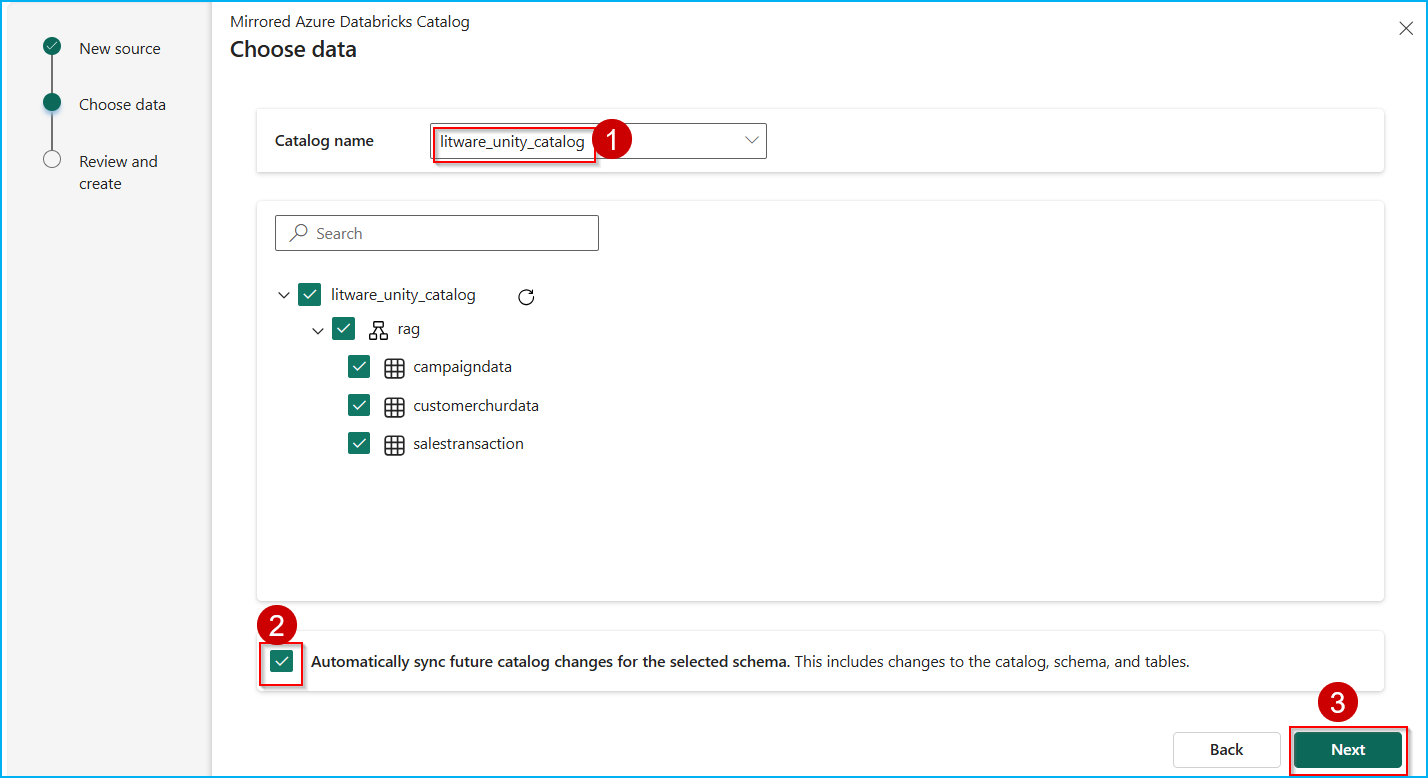 New source
Choose data
Review and
create
Mirrored Azure Databricks Catalog
Choose data
Catalog name
litware_unity_catalog
1
Search
litware_unity_catalog
rag
campaigndata
customerchurdata
salestransaction
2
Automatically sync future catalog changes for the selected schema. This includes changes to the catalog, schema, and tables.
3
Back
Next